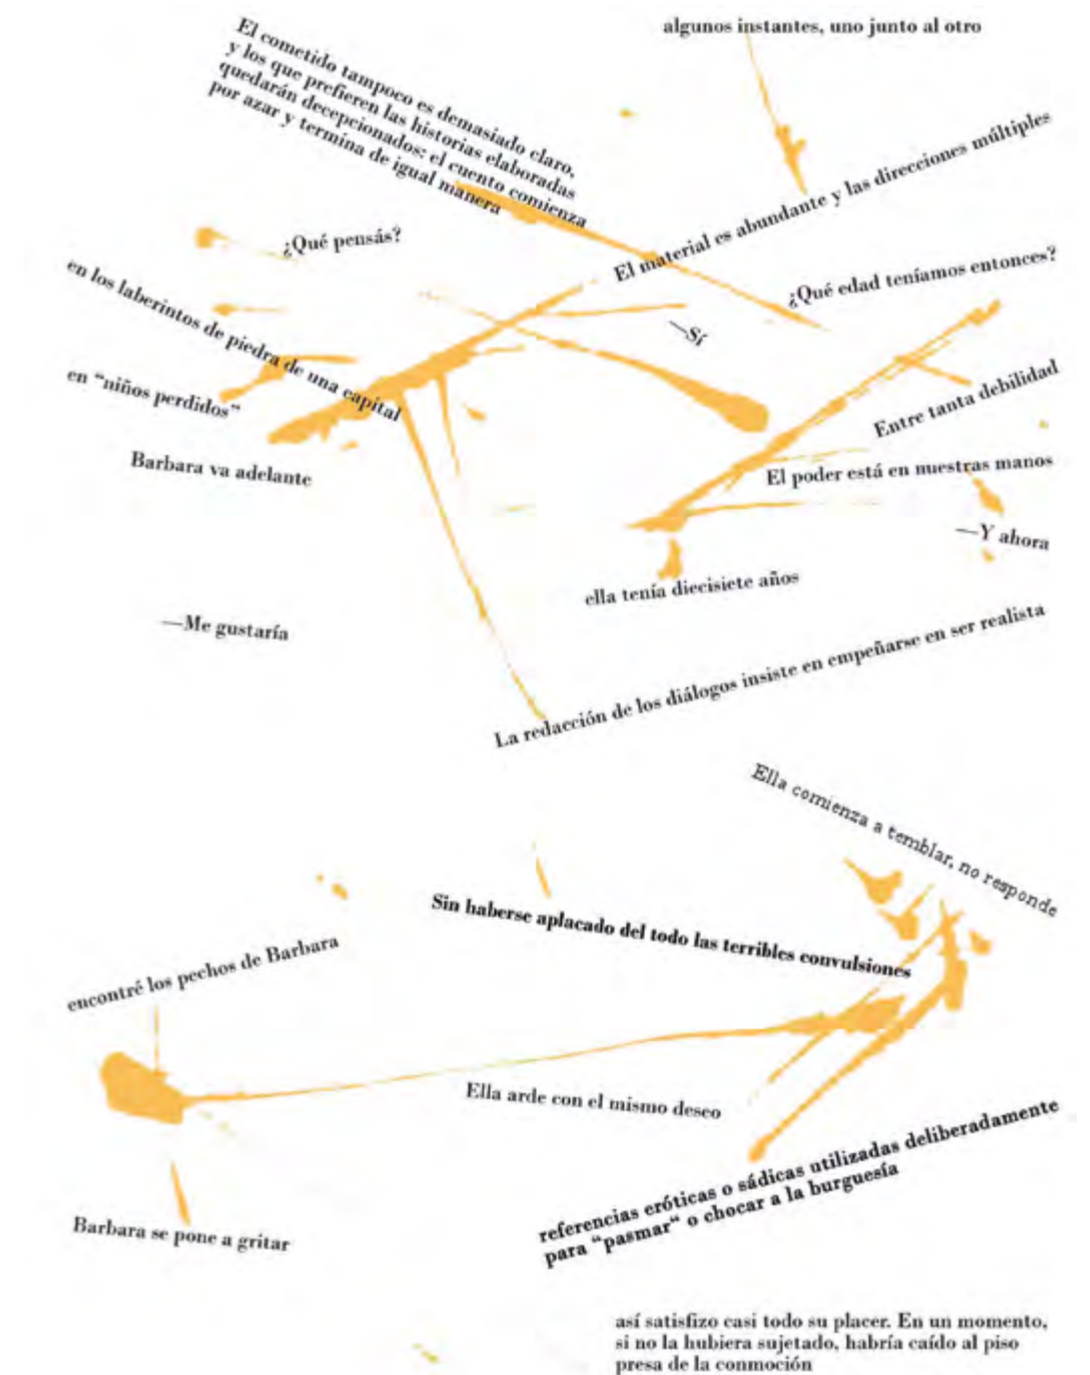 El cometido tampoco es demasiado claro,
y los que prefieren las historias elaboradas
quedarán decepcionados: el cuento comienza
por azar y termina de igual manera
algunos instantes, uno junto al otro
El material es abundante y las direcciones múltiples
¿Qué pensás?
¿Qué edad teníamos entonces?
en los laberintos de piedra de una capital
—Sí
en “niños perdidos”
Entre tanta debilidad
Barbara va adelante
El poder está en nuestras manos
—Y ahora
ella tenía diecisiete años
—Me gustaría
La redacción de los diálogos insiste en empeñarse en ser realista
Ella comienza a temblar, no responde
Sin haberse aplacado del todo las terribles convulsiones
encontré los pechos de Barbara
Ella arde con el mismo deseo
referencias eróticas o sádicas utilizadas deliberadamente
para “pasmar“ o chocar a la burguesía
Barbara se pone a gritar
así satisfizo casi todo su placer. En un momento,
si no la hubiera sujetado, habría caído al piso
presa de la conmoción